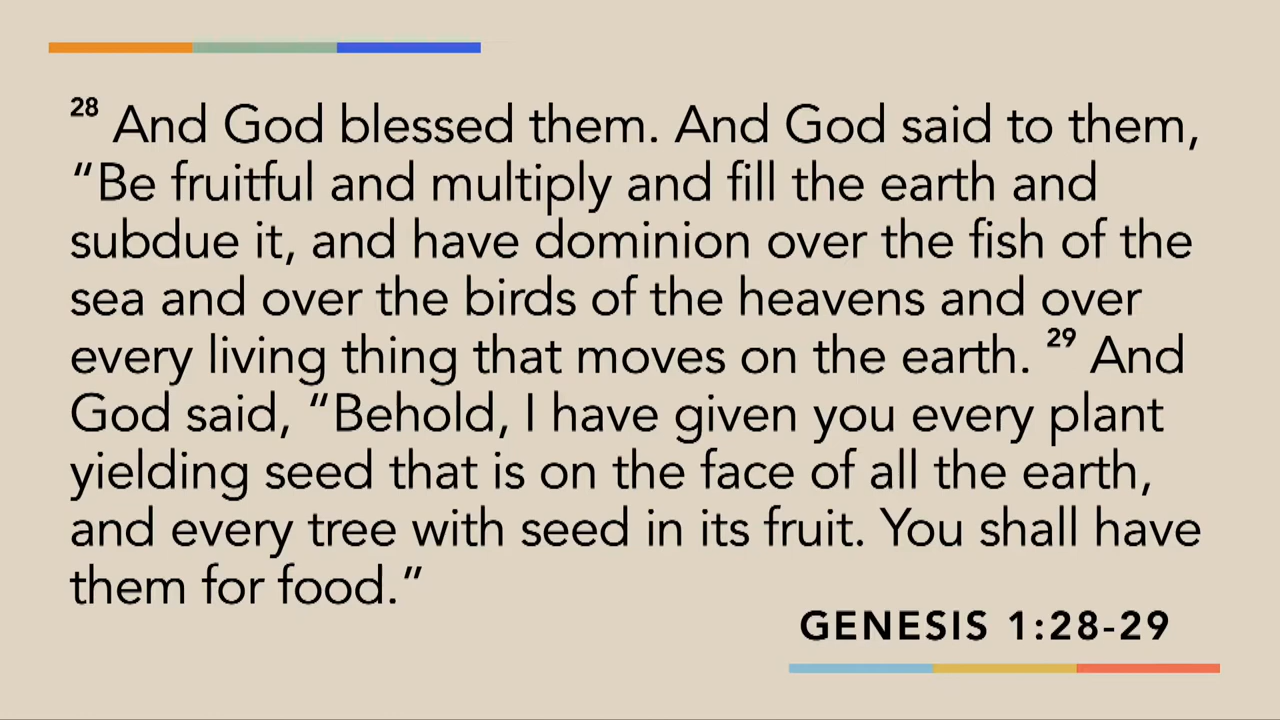 28 And God blessed them. And God said to them,
“Be fruitful and multiply and fill the earth and
subdue it, and have dominion over the fish of the
sea and over the birds of the heavens and over
every living thing that moves on the earth. 29 And
God said, “Behold, I have given you every plant
yielding seed that is on the face of all the earth,
and every tree with seed in its fruit. You shall have
them for food.”
GENESIS 1:28-29